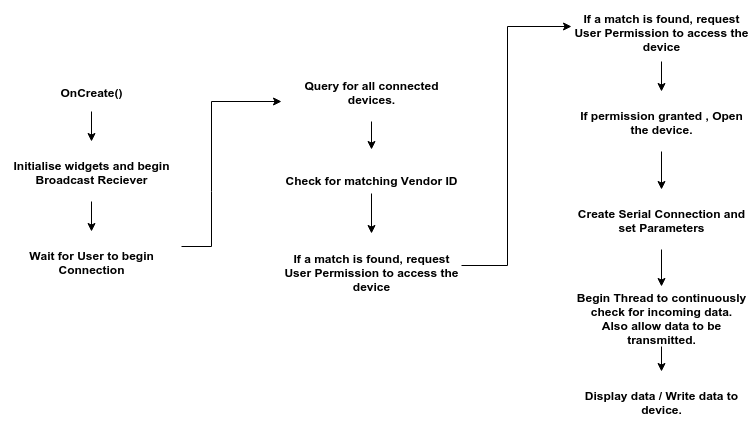 OnCreate()
Initialise widgets and begin
Broadcast Reciever
Wait for User to begin
Connection
Query for all connected
devices.
Check for matching Vendor ID
If a match is found, request
User Permission to access the
device
If a match is found, request
User Permission to access the
device
If permission granted , Open
the device.
Create Serial Connection and
set Parameters
Begin Thread to continuously
check for incoming data.
Also allow data to be
transmitted.
Display data / Write data to
device.